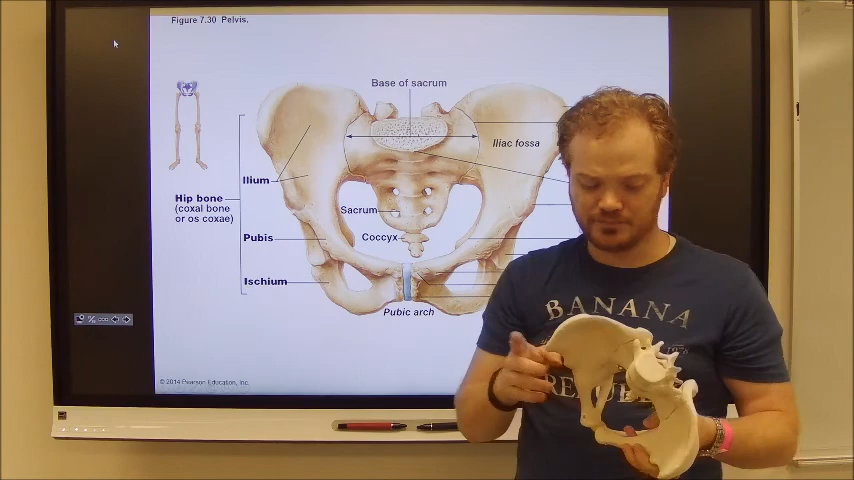 Figure 7.30 Pelvis.
Base of sacrum
Iliac fossa
Ilium
Hip bone
(coxal bone
or os coxae)
Sacrum
Pubis
Coccyx
Ischium
Pubic arch
© 2014 Pearson Education, Inc.
BANANA